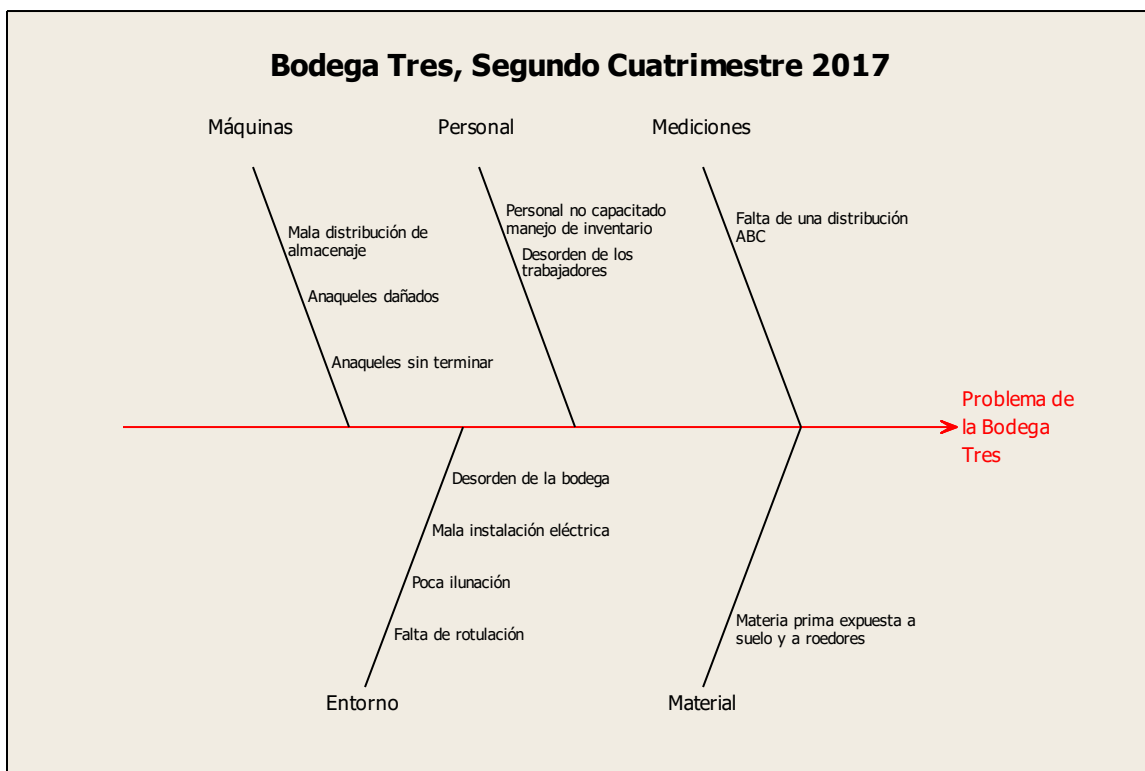 Bodega Tres, Segundo Cuatrimestre 2017
Máquinas
Personal
Mediciones
Mala distribución de
almacenaje
Anaqueles dañados
Anaqueles sin terminar
Personal no capacitado
manejo de inventario
Desorden de los
trabajadores
Falta de una distribución
ABC
Problema de
la Bodega
Tres
Desorden de la bodega
Mala instalación eléctrica
Poca ilunación
Falta de rotulación
Materia prima expuesta a
suelo y a roedores
Entorno
Material